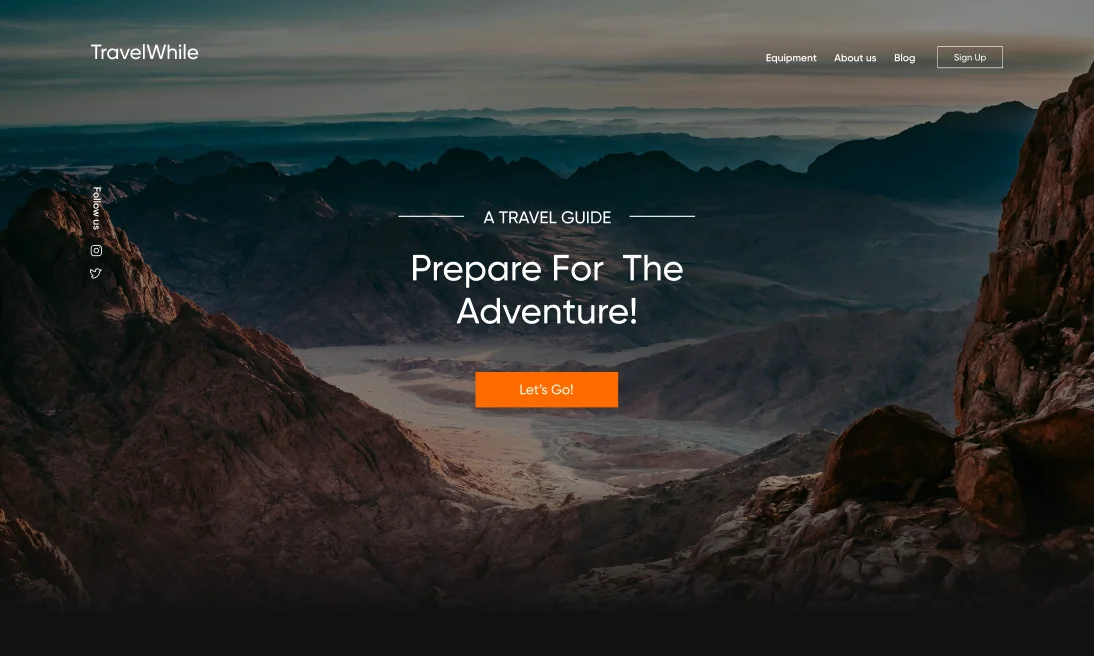 TravelWhile
Equipment
About us
Blog
Sign Up
Follow us
A TRAVEL GUIDE
Prepare For  The
Adventure!
Let's Go!